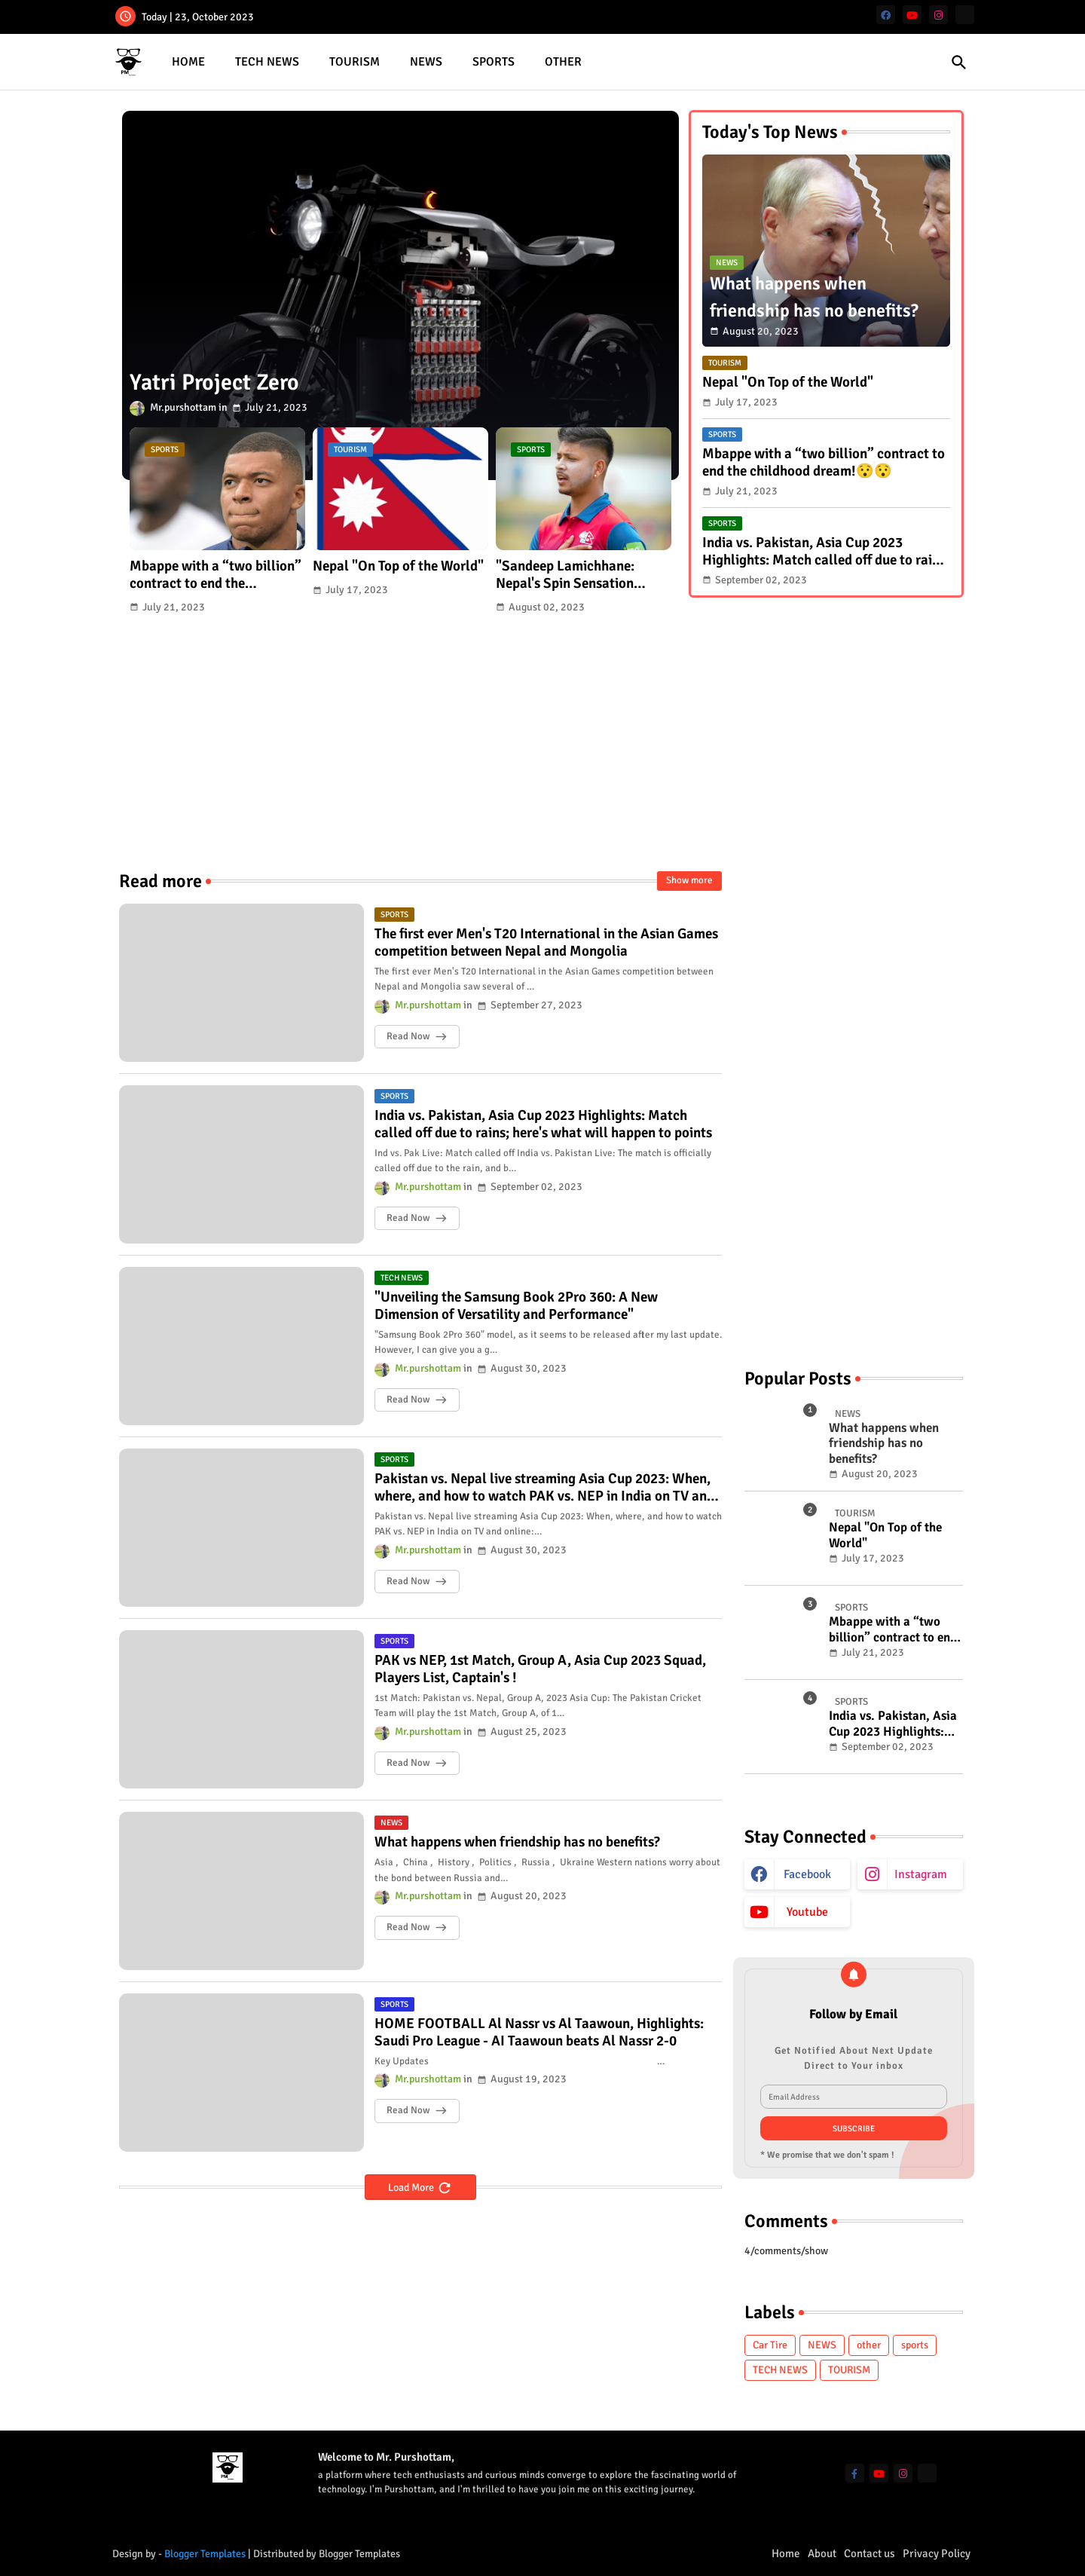 Today | 23, October 2023
PM
HOME
TECH NEWS
TOURISM
NEWS
SPORTS
OTHER
Yatri Project Zero
Mr.purshottam in July 21, 2023
SPORTS
Mbappe with a “two billion”
contract to end the...
July 21, 2023
TOURISM
Nepal "On Top of the World"
July 17, 2023
SPORTS
"Sandeep Lamichhane:
Nepal's Spin Sensation...
August 02, 2023
Today's Top News
NEWS
What happens when
friendship has no benefits?
August 20, 2023
TOURISM
Nepal "On Top of the World"
July 17, 2023
SPORTS
Mbappe with a “two billion” contract to
end the childhood dream!😯😯
July 21, 2023
SPORTS
India vs. Pakistan, Asia Cup 2023
Highlights: Match called off due to rai...
September 02, 2023
Read more
Show more
SPORTS
The first ever Men's T20 International in the Asian Games
competition between Nepal and Mongolia
The first ever Men's T20 International in the Asian Games competition between
Nepal and Mongolia saw several of ...
Mr.purshottam in September 27, 2023
Read Now
SPORTS
India vs. Pakistan, Asia Cup 2023 Highlights: Match
called off due to rains; here's what will happen to points
Ind vs. Pak Live: Match called off India vs. Pakistan Live: The match is officially
called off due to the rain, and b...
Mr.purshottam in September 02, 2023
Read Now
TECH NEWS
"Unveiling the Samsung Book 2Pro 360: A New
Dimension of Versatility and Performance"
"Samsung Book 2Pro 360" model, as it seems to be released after my last update.
However, I can give you a g...
Mr.purshottam in August 30, 2023
Read Now
SPORTS
Pakistan vs. Nepal live streaming Asia Cup 2023: When,
where, and how to watch PAK vs. NEP in India on TV an...
Pakistan vs. Nepal live streaming Asia Cup 2023: When, where, and how to watch
PAK vs. NEP in India on TV and online:...
Mr.purshottam in August 30, 2023
Read Now
SPORTS
PAK vs NEP, 1st Match, Group A, Asia Cup 2023 Squad,
Players List, Captain's !
1st Match: Pakistan vs. Nepal, Group A, 2023 Asia Cup: The Pakistan Cricket
Team will play the 1st Match, Group A, of 1...
Mr.purshottam in August 25, 2023
Read Now
NEWS
What happens when friendship has no benefits?
Asia , China , History , Politics , Russia , Ukraine Western nations worry about
the bond between Russia and...
Mr.purshottam in August 20, 2023
Read Now
SPORTS
HOME FOOTBALL Al Nassr vs Al Taawoun, Highlights:
Saudi Pro League - AI Taawoun beats Al Nassr 2-0
Key Updates ...
Mr.purshottam in August 19, 2023
Read Now
Load More
Popular Posts
1
NEWS
What happens when
friendship has no
benefits?
August 20, 2023
2
TOURISM
Nepal "On Top of the
World"
July 17, 2023
3
SPORTS
Mbappe with a “two
billion” contract to en...
July 21, 2023
4
SPORTS
India vs. Pakistan, Asia
Cup 2023 Highlights:...
September 02, 2023
Stay Connected
Facebook
Instagram
Youtube
Follow by Email
Get Notified About Next Update
Direct to Your inbox
Email Address
SUBSCRIBE
* We promise that we don't spam !
Comments
4/comments/show
Labels
Car Tire
NEWS
other
sports
TECH NEWS
TOURISM
PM
Welcome to Mr. Purshottam,
a platform where tech enthusiasts and curious minds converge to explore the fascinating world of
technology. I'm Purshottam, and I'm thrilled to have you join me on this exciting journey.
Design by - Blogger Templates | Distributed by Blogger Templates
Home
About
Contact us
Privacy Policy